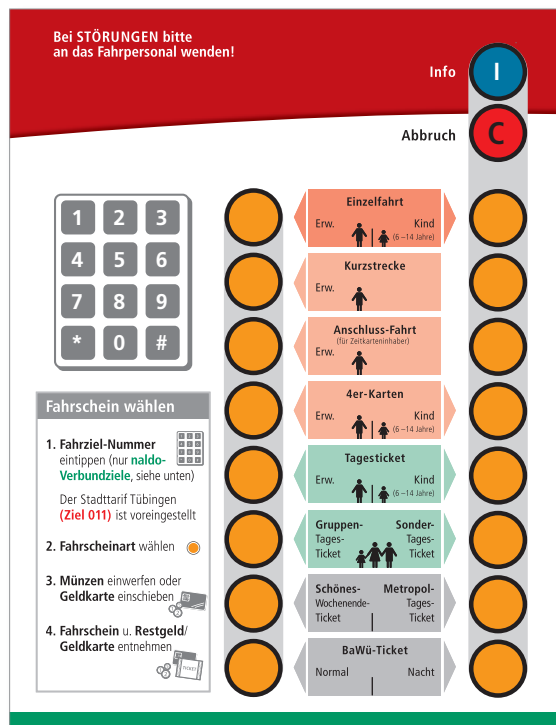 Bei STÖRUNGEN bitte
an das Fahrpersonal wenden!
Info
I
Abbruch
C
1 2 3
4 5 6
7 8 9
* 0 #
Einzelfahrt
Erw. Kind
(6–14 Jahre)
Kurzstrecke
Erw.
Anschluss-Fahrt
(für Zeitkarteninhaber)
Erw.
4er-Karten
Erw. Kind
(6–14 Jahre)
Tagesticket
Erw. Kind
(6–14 Jahre)
Gruppen- Sonder-
Tages- Tages-
Ticket Ticket
Schönes- Metropol-
Wochenende- Tages-
Ticket Ticket
BaWü-Ticket
Normal Nacht
Fahrschein wählen
1. Fahrziel-Nummer
eintippen (nur naldo-
Verbundziele, siehe unten)
Der Stadttarif Tübingen
(Ziel 011) ist voreingestellt
2. Fahrscheinart wählen
3. Münzen einwerfen oder
Geldkarte einschieben
4. Fahrschein u. Restgeld/
Geldkarte entnehmen
TICKET